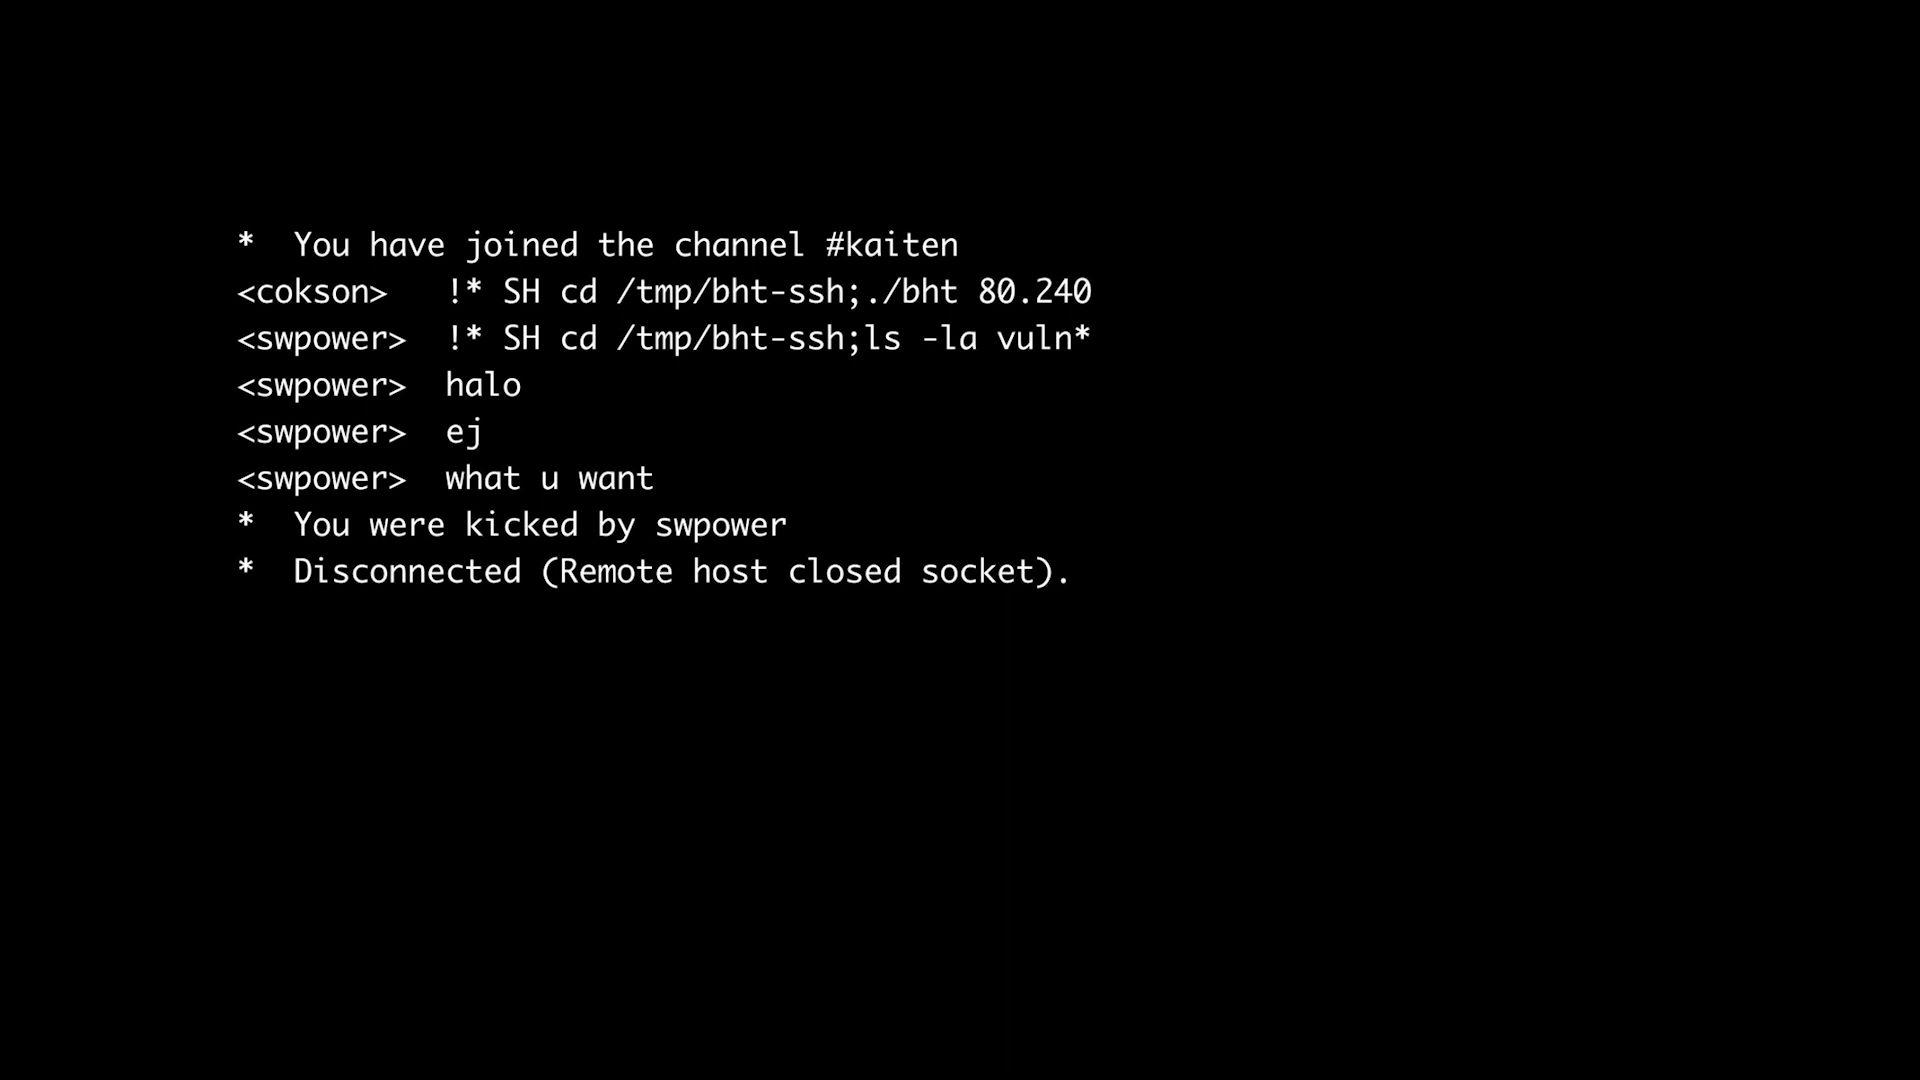 * You have joined the channel #kaiten
<cokson> !* SH cd /tmp/bht-ssh;./bht 80.240
<swpower> !* SH cd /tmp/bht-ssh;ls -la vuln*
<swpower> halo
<swpower> ej
<swpower> what u want
* You were kicked by swpower
* Disconnected (Remote host closed socket).